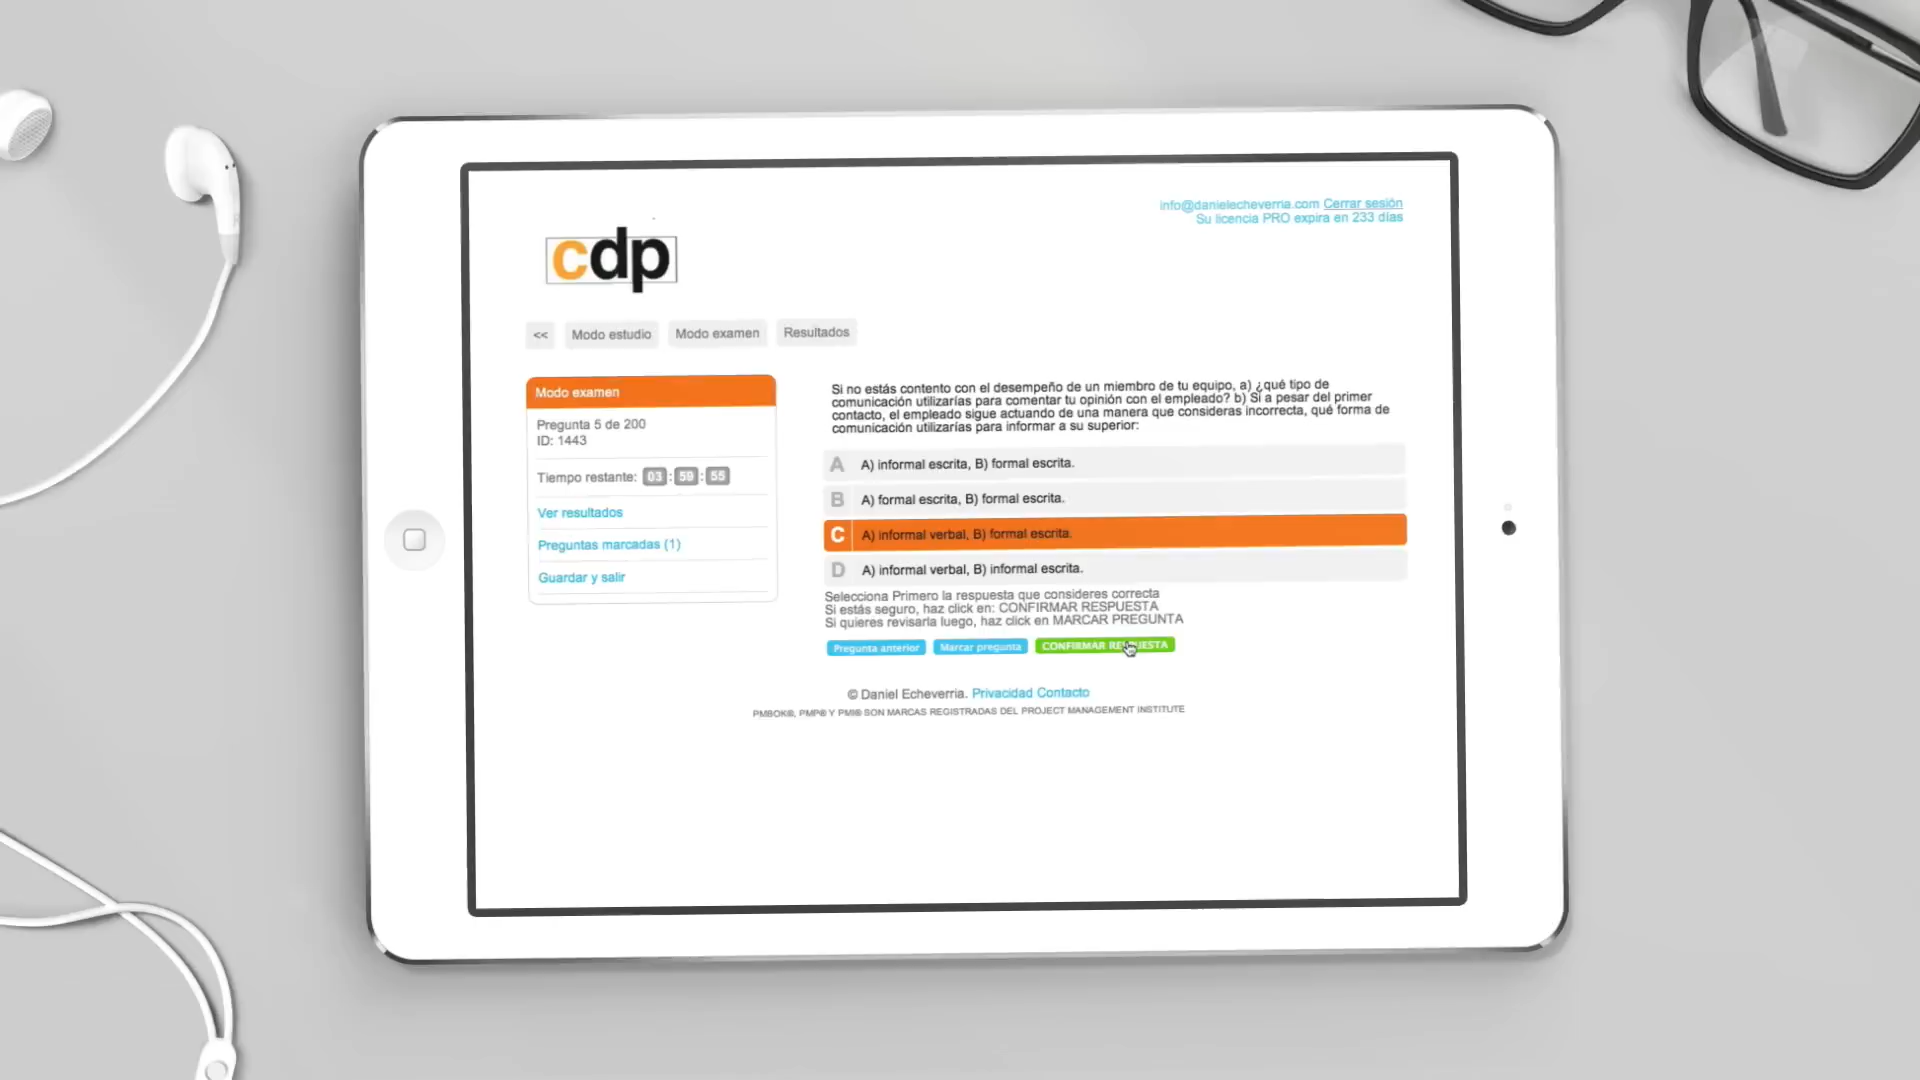 info@danielecheverria.com Cerrar sesión
Su licencia PRO expira en 233 días
cdp
<< Modo estudio Modo examen Resultados
Modo examen
Pregunta 5 de 200
ID: 1443
Tiempo restante: 03 : 59 : 55
Ver resultados
Preguntas marcadas (1)
Guardar y salir
Si no estás contento con el desempeño de un miembro de tu equipo, a) ¿qué tipo de
comunicación utilizarías para comentar tu opinión con el empleado? b) Si a pesar del primer
contacto, el empleado sigue actuando de una manera que consideras incorrecta, qué forma de
comunicación utilizarías para informar a su superior:
A A) informal escrita, B) formal escrita.
B A) formal escrita, B) formal escrita.
C A) informal verbal, B) formal escrita.
D A) informal verbal, B) informal escrita.
Selecciona Primero la respuesta que consideres correcta
Si estás seguro, haz click en: CONFIRMAR RESPUESTA
Si quieres revisarla luego, haz click en MARCAR PREGUNTA
Pregunta anterior Marcar pregunta CONFIRMAR RESPUESTA
© Daniel Echeverria. Privacidad Contacto
PMBOK®, PMP® Y PMI® SON MARCAS REGISTRADAS DEL PROJECT MANAGEMENT INSTITUTE